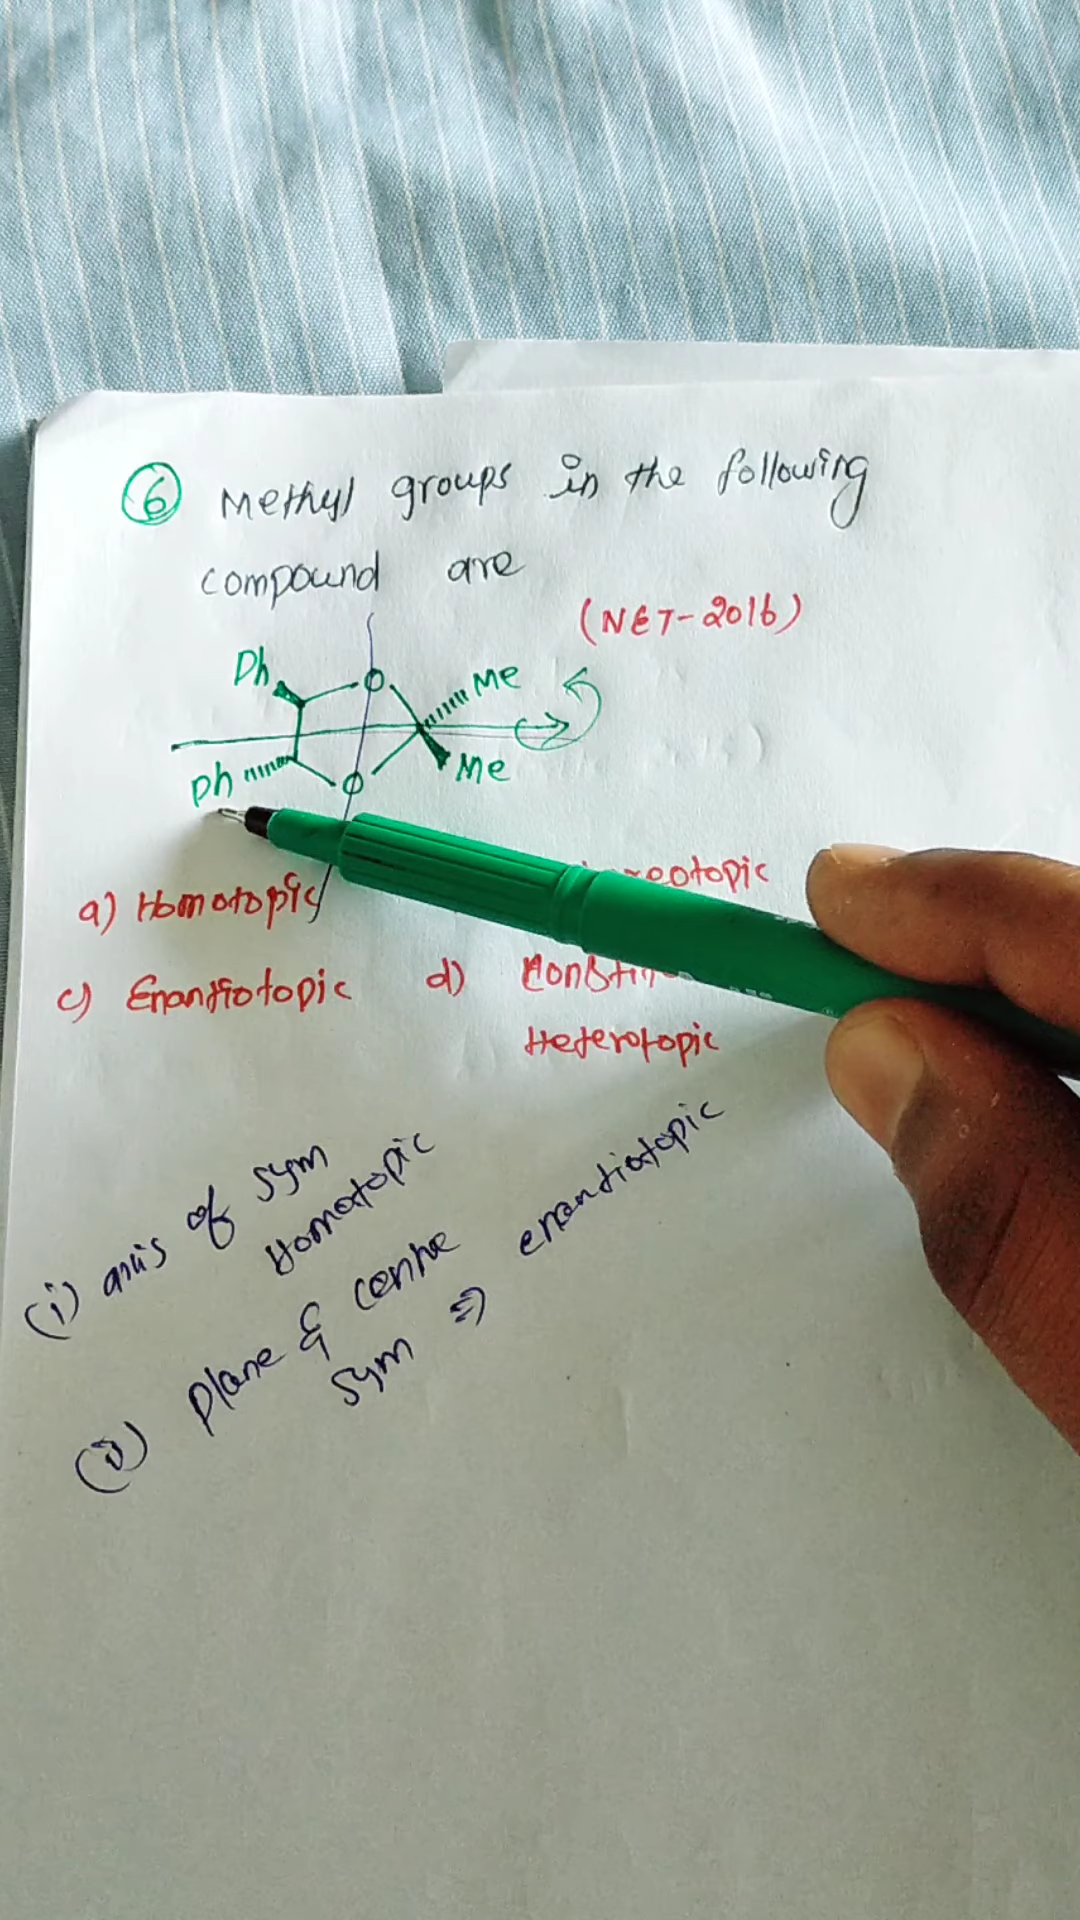 6 Methyl groups in the following
compound are
(NET-2016)
Ph O Me
Ph O Me
a) Homotopic
c) Enantiotopic d)
Heterotopic
(i) axis of sym
Homotopic
(ii) plane & centre
sym ⇒ enantiotopic